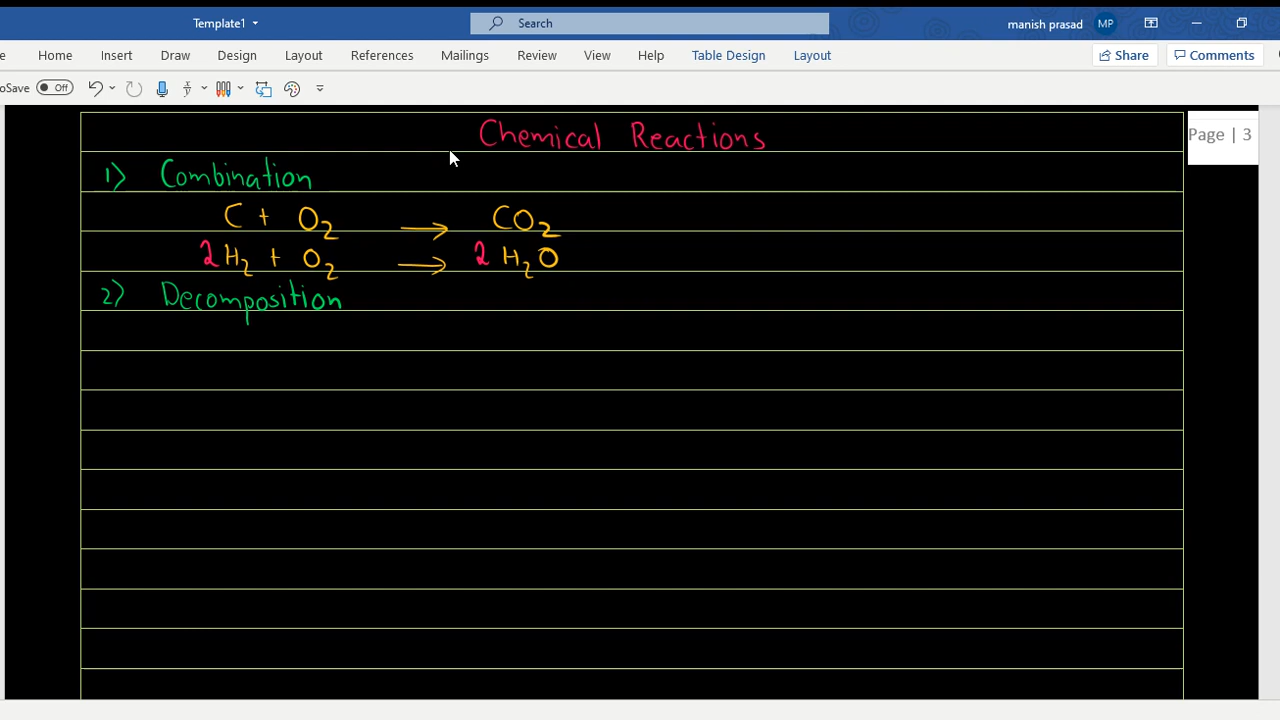 Template1
Search
manish prasad MP
Home Insert Draw Design Layout References Mailings Review View Help Table Design Layout Share Comments
oSave Off
Page | 3
Chemical Reactions
1) Combination
C + O₂ → CO₂
2H₂ + O₂ → 2H₂O
2) Decomposition